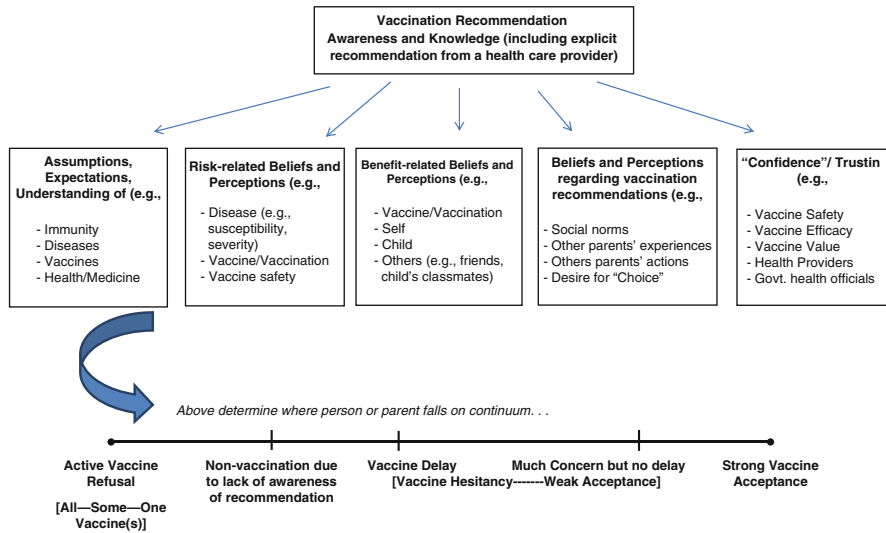 Vaccination Recommendation
Awareness and Knowledge (including explicit
recommendation from a health care provider)
Assumptions,
Expectations,
Understanding of (e.g.,
- Immunity
- Diseases
- Vaccines
- Health/Medicine
Risk-related Beliefs and
Perceptions (e.g.,
- Disease (e.g.,
susceptibility,
severity)
- Vaccine/Vaccination
- Vaccine safety
Benefit-related Beliefs and
Perceptions (e.g.,
- Vaccine/Vaccination
- Self
- Child
- Others (e.g., friends,
child's classmates)
Beliefs and Perceptions
regarding vaccination
recommendations (e.g.,
- Social norms
- Other parents' experiences
- Others parents' actions
- Desire for "Choice"
"Confidence"/ Trustin
(e.g.,
- Vaccine Safety
- Vaccine Efficacy
- Vaccine Value
- Health Providers
- Govt. health officials
Above determine where person or parent falls on continuum. . .
Active Vaccine
Refusal
[All—Some—One
Vaccine(s)]
Non-vaccination due
to lack of awareness
of recommendation
Vaccine Delay
Much Concern but no delay
[Vaccine Hesitancy-------Weak Acceptance]
Strong Vaccine
Acceptance